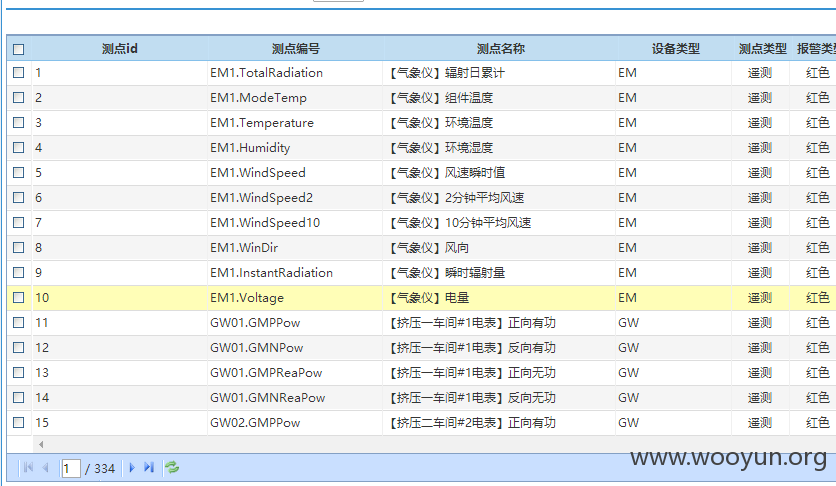 测点id 测点编号 测点名称 设备类型 测点类型 报警类型
1 EM1.TotalRadiation 【气象仪】辐射日累计 EM 遥测 红色
2 EM1.ModeTemp 【气象仪】组件温度 EM 遥测 红色
3 EM1.Temperature 【气象仪】环境温度 EM 遥测 红色
4 EM1.Humidity 【气象仪】环境湿度 EM 遥测 红色
5 EM1.WindSpeed 【气象仪】风速瞬时值 EM 遥测 红色
6 EM1.WindSpeed2 【气象仪】2分钟平均风速 EM 遥测 红色
7 EM1.WindSpeed10 【气象仪】10分钟平均风速 EM 遥测 红色
8 EM1.WinDir 【气象仪】风向 EM 遥测 红色
9 EM1.InstantRadiation 【气象仪】瞬时辐射量 EM 遥测 红色
10 EM1.Voltage 【气象仪】电量 EM 遥测 红色
11 GW01.GMPPow 【挤压一车间#1电表】正向有功 GW 遥测 红色
12 GW01.GMNPow 【挤压一车间#1电表】反向有功 GW 遥测 红色
13 GW01.GMPReaPow 【挤压一车间#1电表】正向无功 GW 遥测 红色
14 GW01.GMNReaPow 【挤压一车间#1电表】反向无功 GW 遥测 红色
15 GW02.GMPPow 【挤压二车间#2电表】正向有功 GW 遥测 红色
1 / 334
www.wooyun.org